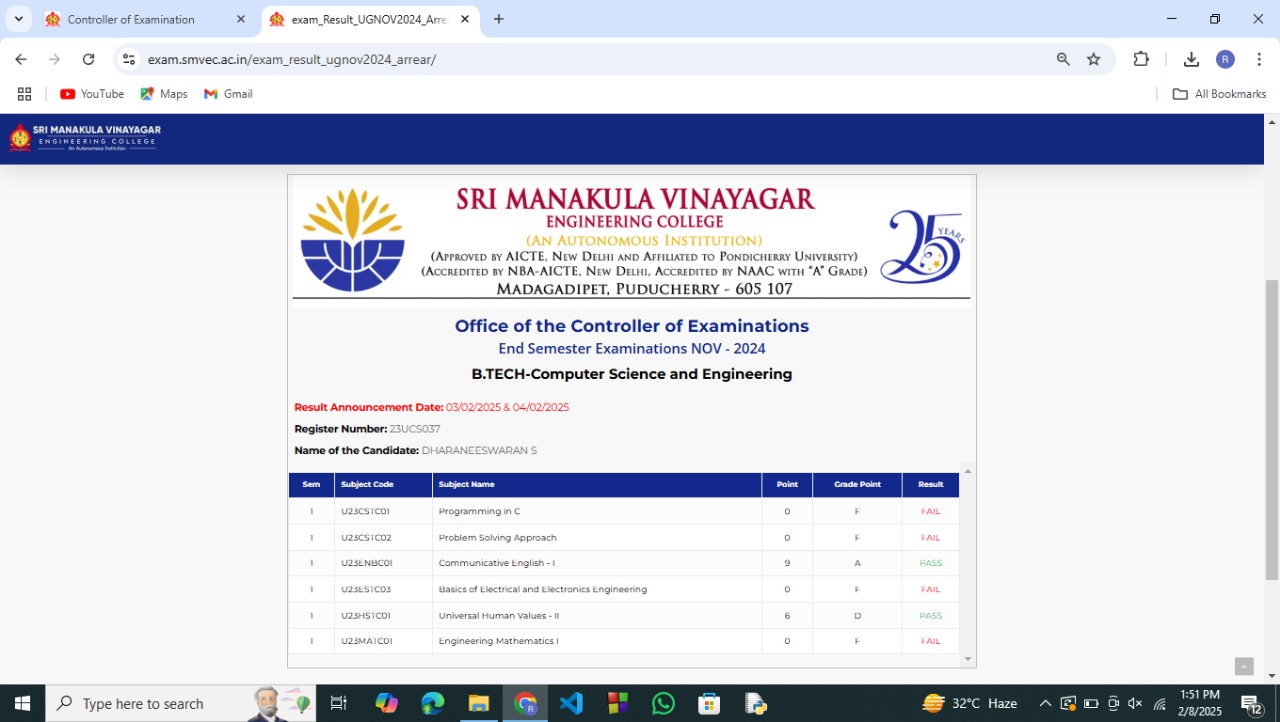 Controller of Examination
exam_Result_UGNOV2024_Arrea
exam.smvec.ac.in/exam_result_ugnov2024_arrear/
R
YouTube Maps Gmail All Bookmarks
SRI MANAKULA VINAYAGAR
ENGINEERING COLLEGE
An Autonomous Institution
SRI MANAKULA VINAYAGAR
ENGINEERING COLLEGE
(AN AUTONOMOUS INSTITUTION)
(APPROVED BY AICTE, NEW DELHI AND AFFILIATED TO PONDICHERRY UNIVERSITY)
(ACCREDITED BY NBA-AICTE, NEW DELHI, ACCREDITED BY NAAC WITH "A" GRADE)
MADAGADIPET, PUDUCHERRY - 605 107
25 YEARS
Office of the Controller of Examinations
End Semester Examinations NOV - 2024
B.TECH-Computer Science and Engineering
Result Announcement Date: 03/02/2025 & 04/02/2025
Register Number: 23UCS037
Name of the Candidate: DHARANEESWARAN S
Sem Subject Code Subject Name Point Grade Point Result
1 U23CSTC01 Programming in C 0 F FAIL
1 U23CSTC02 Problem Solving Approach 0 F FAIL
1 U23ENBC01 Communicative English - I 9 A PASS
1 U23ESTC03 Basics of Electrical and Electronics Engineering 0 F FAIL
1 U23HSTC01 Universal Human Values - II 6 D PASS
1 U23MATC01 Engineering Mathematics I 0 F FAIL
Type here to search
R
32°C Haze
1:51 PM
2/8/2025
12